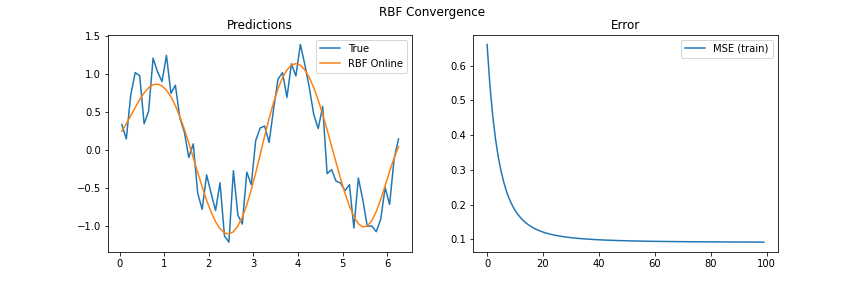 RBF Convergence
Predictions
True
RBF Online
1.5
1.0
0.5
0.0
−0.5
−1.0
0 1 2 3 4 5 6
Error
MSE (train)
0.6
0.5
0.4
0.3
0.2
0.1
0 20 40 60 80 100